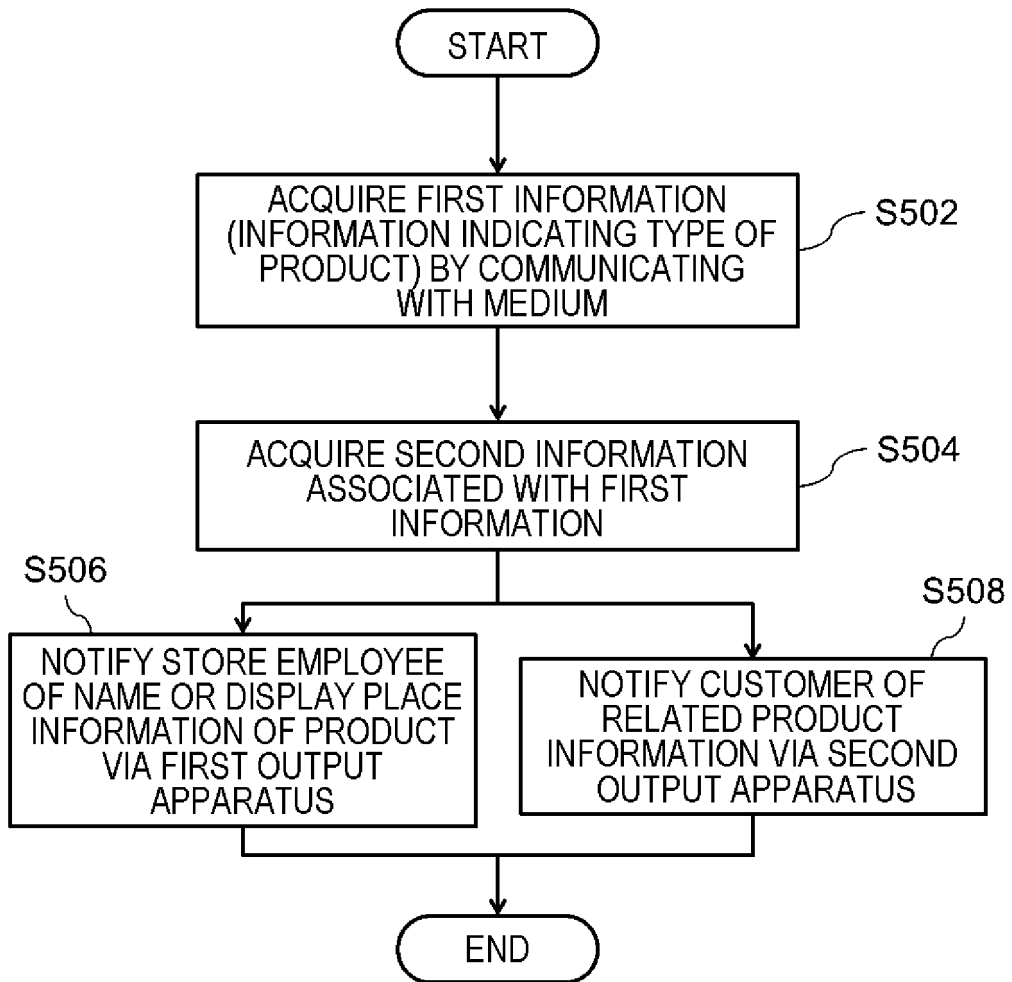 START
ACQUIRE FIRST INFORMATION
(INFORMATION INDICATING TYPE OF
PRODUCT) BY COMMUNICATING
WITH MEDIUM
S502
ACQUIRE SECOND INFORMATION
ASSOCIATED WITH FIRST
INFORMATION
S504
S506
NOTIFY STORE EMPLOYEE
OF NAME OR DISPLAY PLACE
INFORMATION OF PRODUCT
VIA FIRST OUTPUT
APPARATUS
S508
NOTIFY CUSTOMER OF
RELATED PRODUCT
INFORMATION VIA SECOND
OUTPUT APPARATUS
END